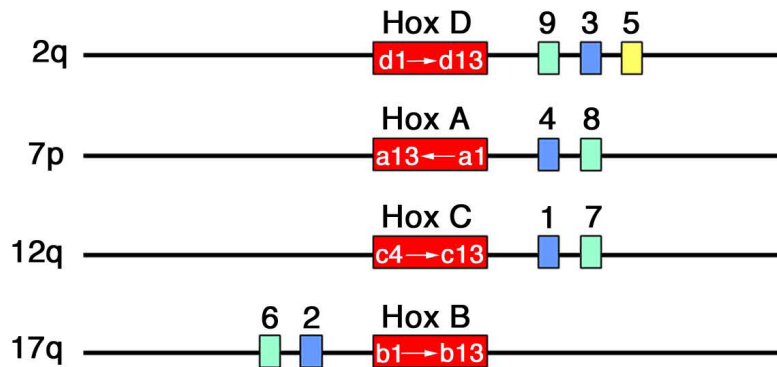 Hox D 9 3 5
2q d1→d13
Hox A 4 8
7p a13←a1
Hox C 1 7
12q c4→c13
6 2 Hox B
17q b1→b13